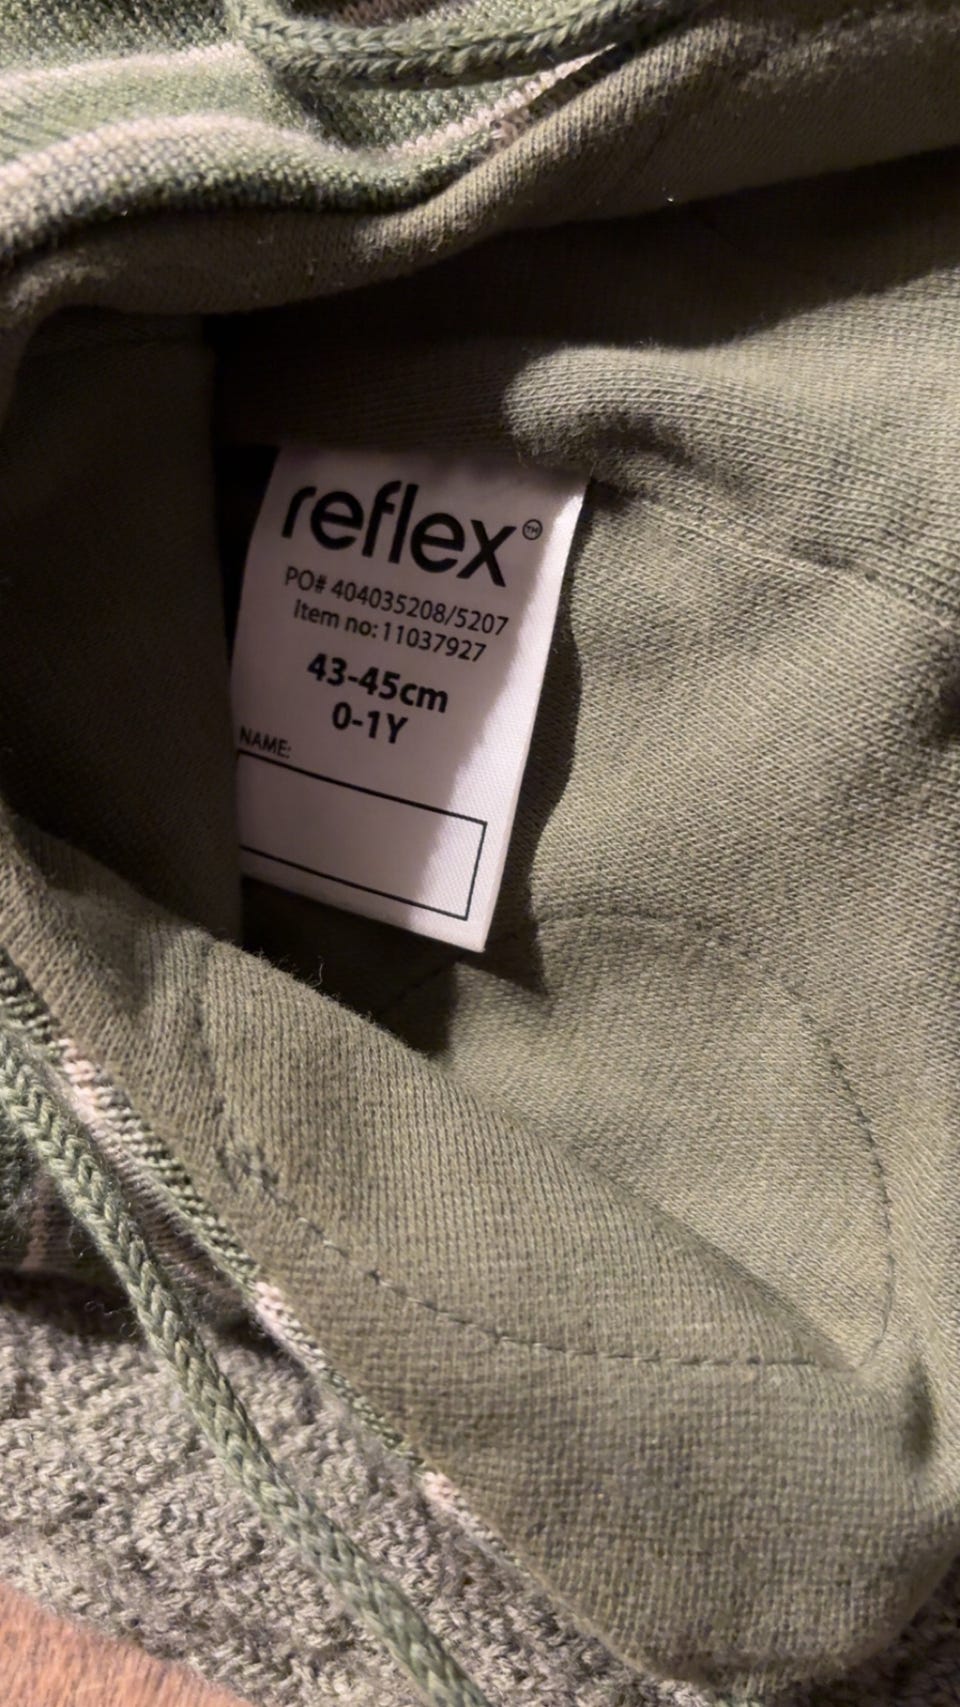 reflex™
PO# 404035208/5207
Item no: 11037927
43-45cm
0-1Y
NAME: